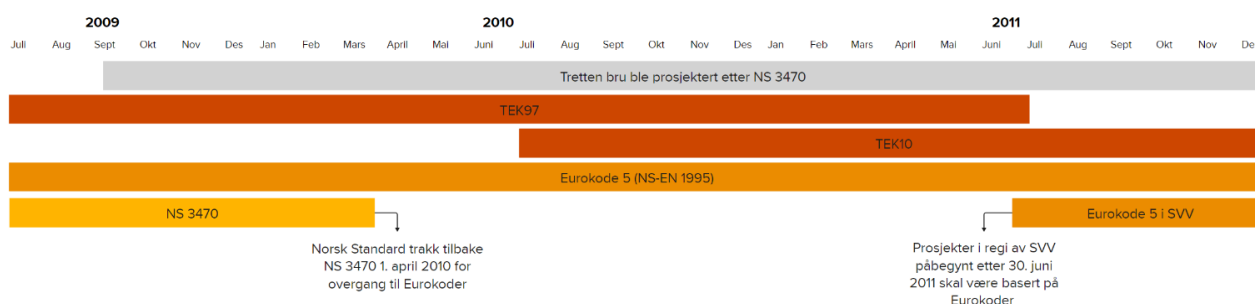 2009 2010 2011
Juli Aug Sept Okt Nov Des Jan Feb Mars April Mai Juni Juli Aug Sept Okt Nov Des Jan Feb Mars April Mai Juni Juli Aug Sept Okt Nov De
Tretten bru ble prosjektert etter NS 3470
TEK97
TEK10
Eurokode 5 (NS-EN 1995)
NS 3470
Eurokode 5 i SVV
Norsk Standard trakk tilbake
NS 3470 1. april 2010 for
overgang til Eurokoder
Prosjekter i regi av SVV
påbegynt etter 30. juni
2011 skal være basert på
Eurokoder